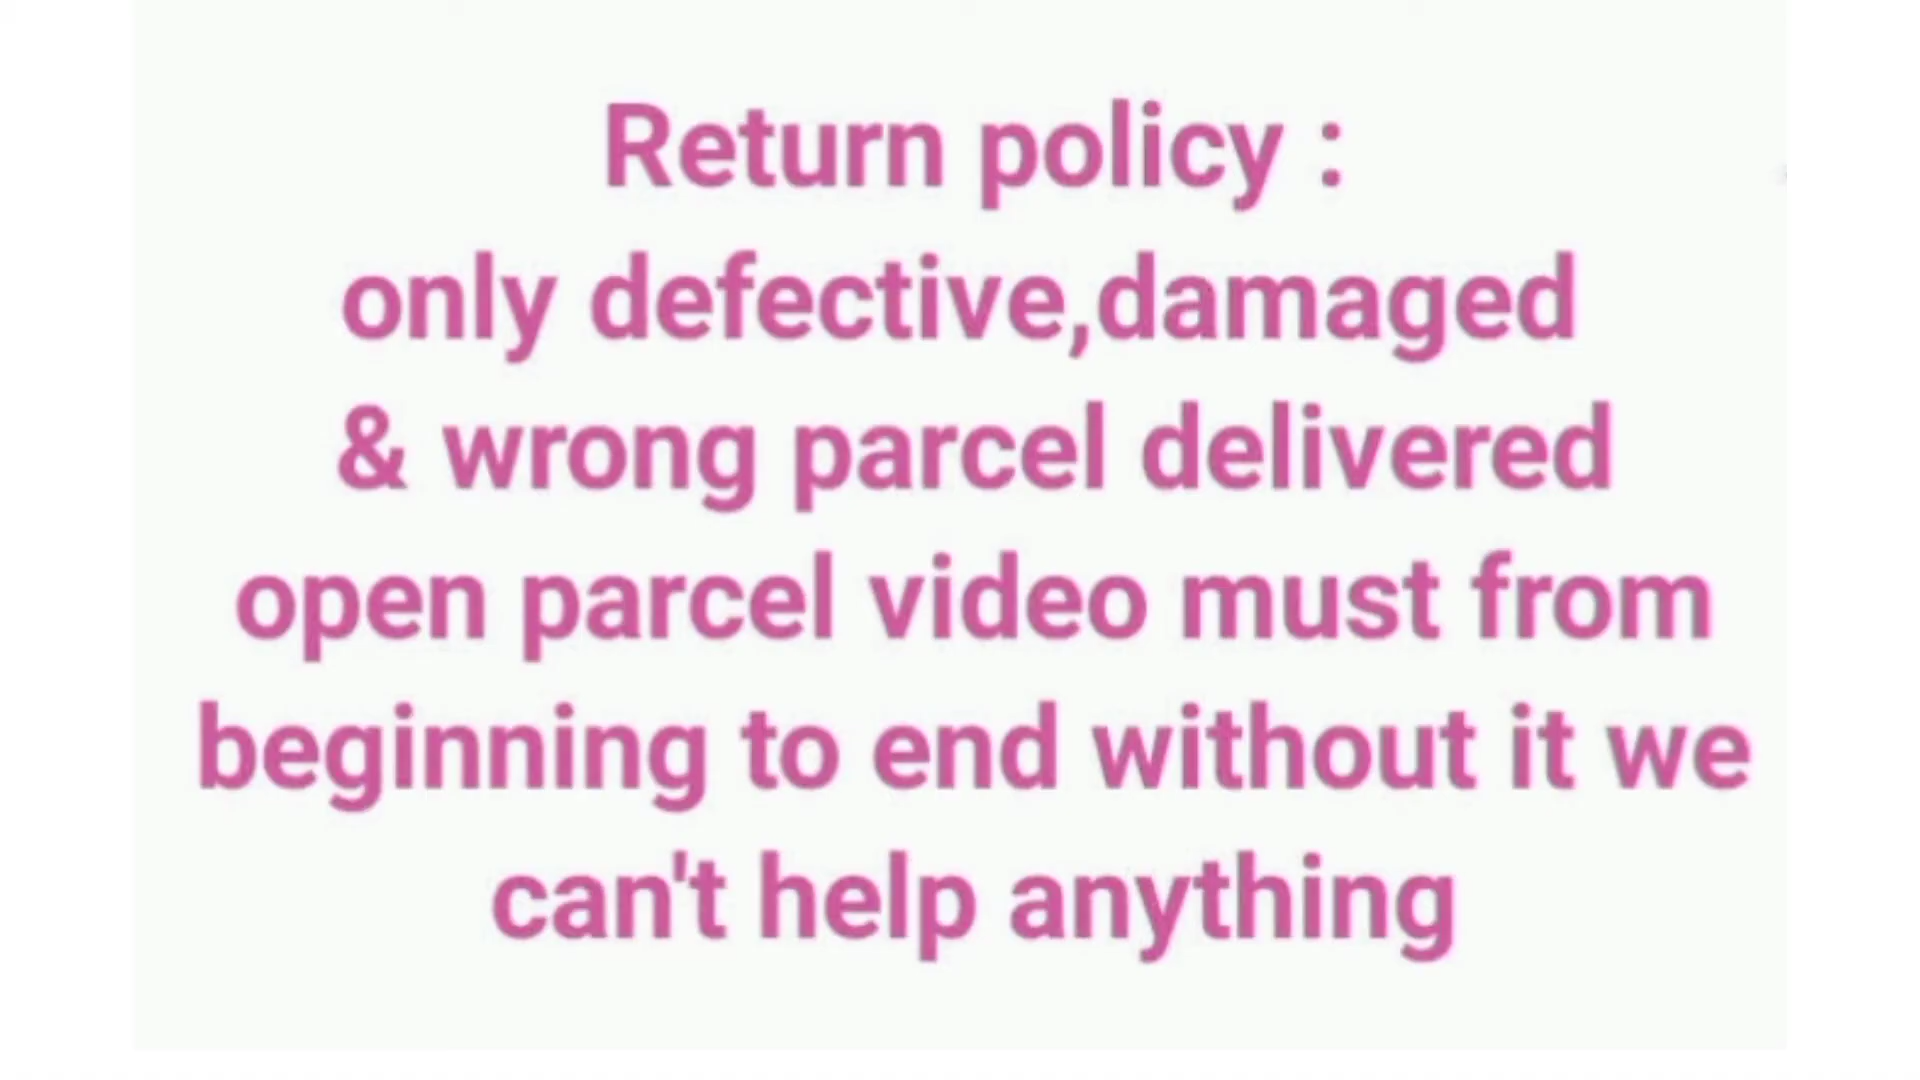 Return policy :
only defective,damaged
& wrong parcel delivered
open parcel video must from
beginning to end without it we
can't help anything